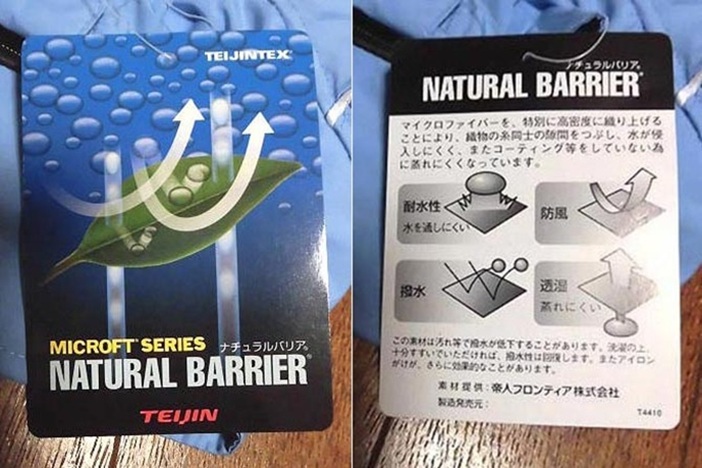 TEIJINTEX
MICROFT SERIES ナチュラルバリア®
NATURAL BARRIER®
TEIJIN
ナチュラルバリア®
NATURAL BARRIER®
マイクロファイバーを、特別に高密度に織り上げる
ことにより、織物の糸同士の隙間をつぶし、水が侵
入しにくく、またコーティング等をしていない為
に蒸れにくくなっています。
耐水性
水を通しにくい
防風
撥水
透湿
蒸れにくい
この素材は汚れ等で撥水が低下することがあります。洗濯の上、
十分すすいでいただければ、撥水性は回復します。またアイロン
がけが、さらに効果的なことがあります。
素材提供:帝人フロンティア株式会社
製造発売元:
T4410